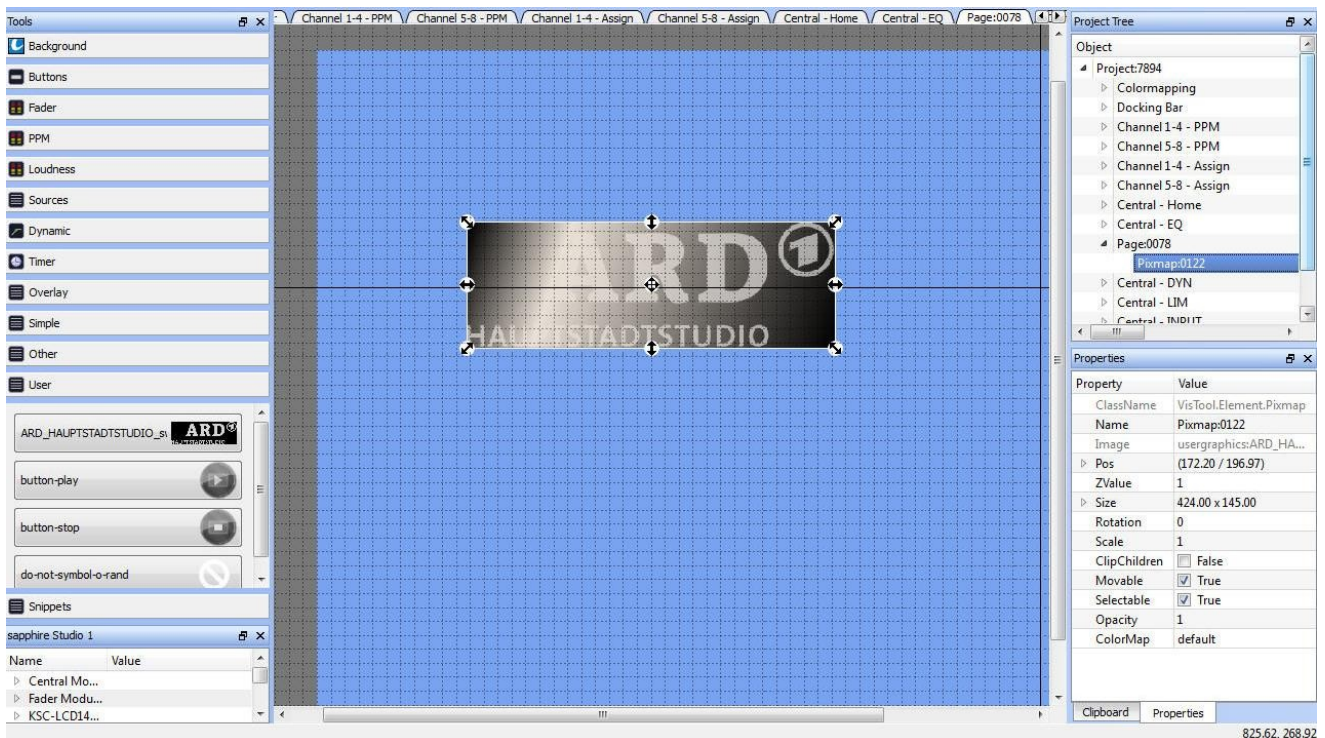 Tools
Background
Buttons
Fader
PPM
Loudness
Sources
Dynamic
Timer
Overlay
Simple
Other
User
ARD_HAUPTSTADTSTUDIO_
ARD
button-play
button-stop
do-not-symbol-o-rand
Snippets
sapphire Studio 1
Name Value
Central Mo...
Fader Modu...
KSC-LCD14...
Channel 1-4 - PPM Channel 5-8 - PPM Channel 1-4 - Assign Channel 5-8 - Assign Central - Home Central - EQ Page:0078
ARD 1
HAUPTSTADTSTUDIO
Project Tree
Object
Project:7894
Colormapping
Docking Bar
Channel 1-4 - PPM
Channel 5-8 - PPM
Channel 1-4 - Assign
Channel 5-8 - Assign
Central - Home
Central - EQ
Page:0078
Pixmap:0122
Central - DYN
Central - LIM
Central - INPUT
Properties
Property Value
ClassName VisTool.Element.Pixmap
Name Pixmap:0122
Image usergraphics:ARD_HA...
Pos (172.20 / 196.97)
ZValue 1
Size 424.00 x 145.00
Rotation 0
Scale 1
ClipChildren False
Movable True
Selectable True
Opacity 1
ColorMap default
Clipboard Properties
825.62, 268.92